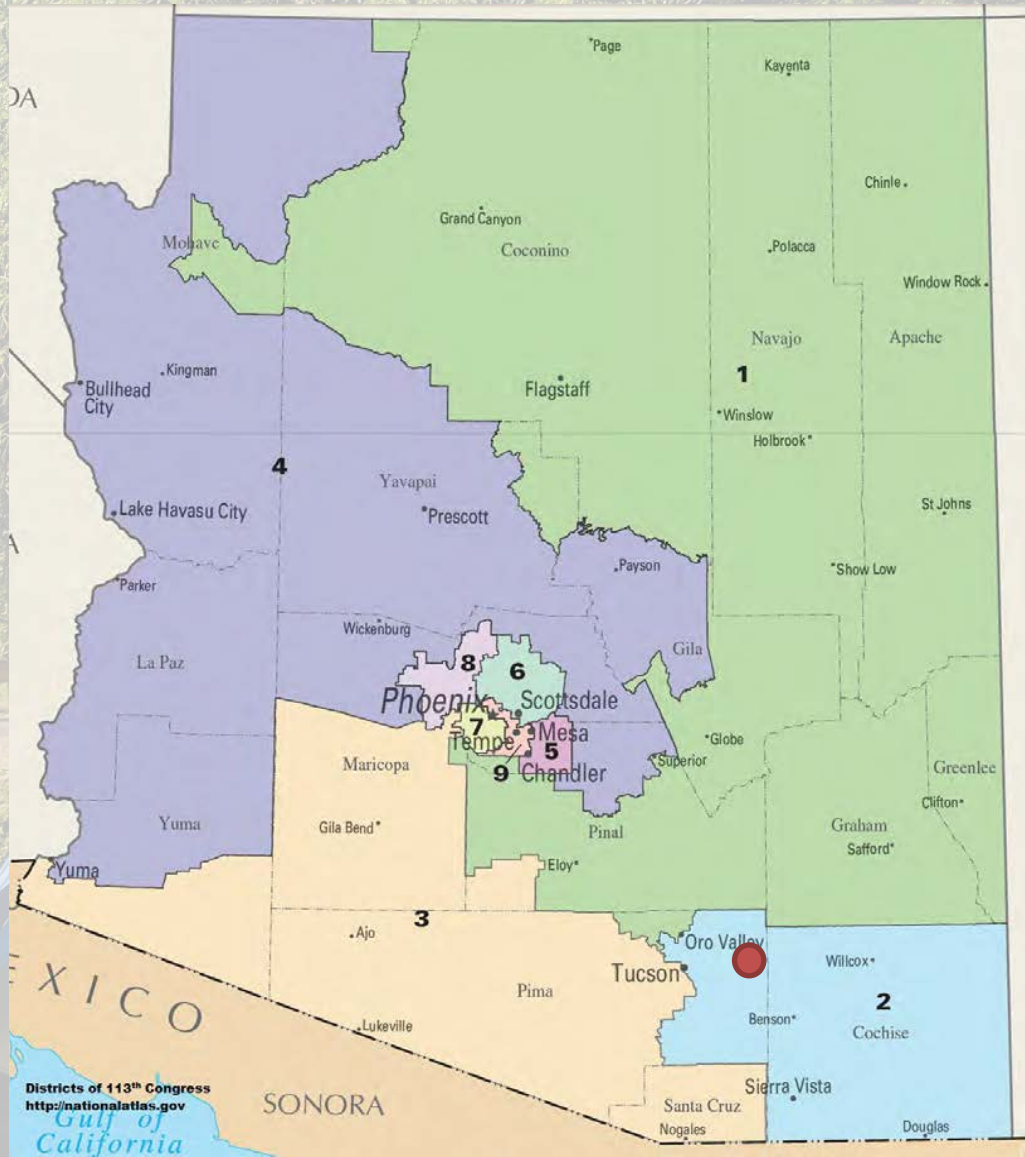 Page
Kayenta
DA
Chinle
Grand Canyon
Mohave
Coconino
Polacca
Window Rock
Navajo
Apache
Kingman
1
Bullhead
City
Flagstaff
Winslow
Holbrook
4
Yavapai
Lake Havasu City
Prescott
St Johns
A
Payson
Show Low
Parker
Wickenburg
La Paz
Gila
8
6
Phoenix
Scottsdale
7
Mesa
Tempe
5
Globe
Superior
Maricopa
9
Chandler
Greenlee
Clifton
Yuma
Gila Bend
Pinal
Graham
Safford
Eloy
Yuma
3
Ajo
Oro Valley
Willcox
Tucson
EXICO
Pima
2
Benson
Cochise
Lukeville
Districts of 113th Congress
http://nationalatlas.gov
Sierra Vista
SONORA
Santa Cruz
Gulf of
California
Nogales
Douglas